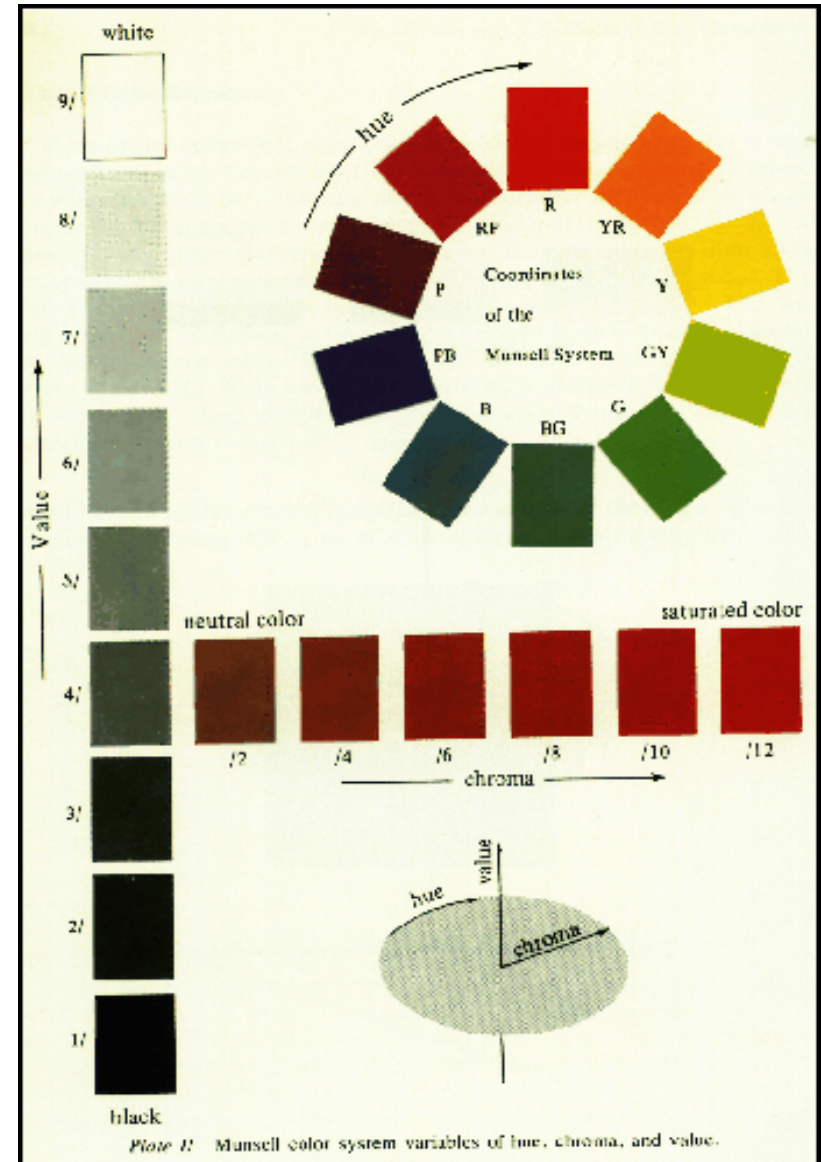 white
9/
8/
7/
6/
5/
4/
3/
2/
1/
black
Value
hue
R
YR
Y
GY
G
BG
B
PB
P
RP
Coordinates
of the
Munsell System
neutral color
saturated color
/2
/4
/6
/8
/10
/12
chroma
value
hue
chroma
Plate II Munsell color system variables of hue, chroma, and value.